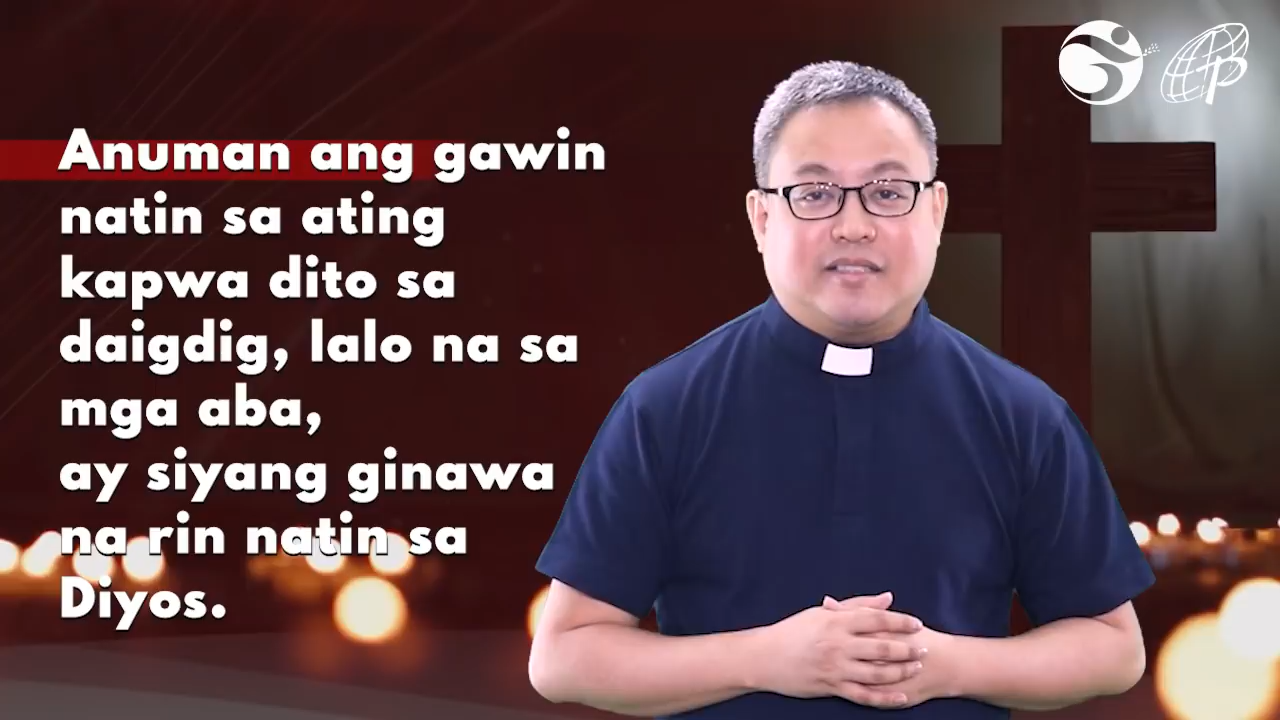 Anuman ang gawin
natin sa ating
kapwa dito sa
daigdig, lalo na sa
mga aba,
ay siyang ginawa
na rin natin sa
Diyos.